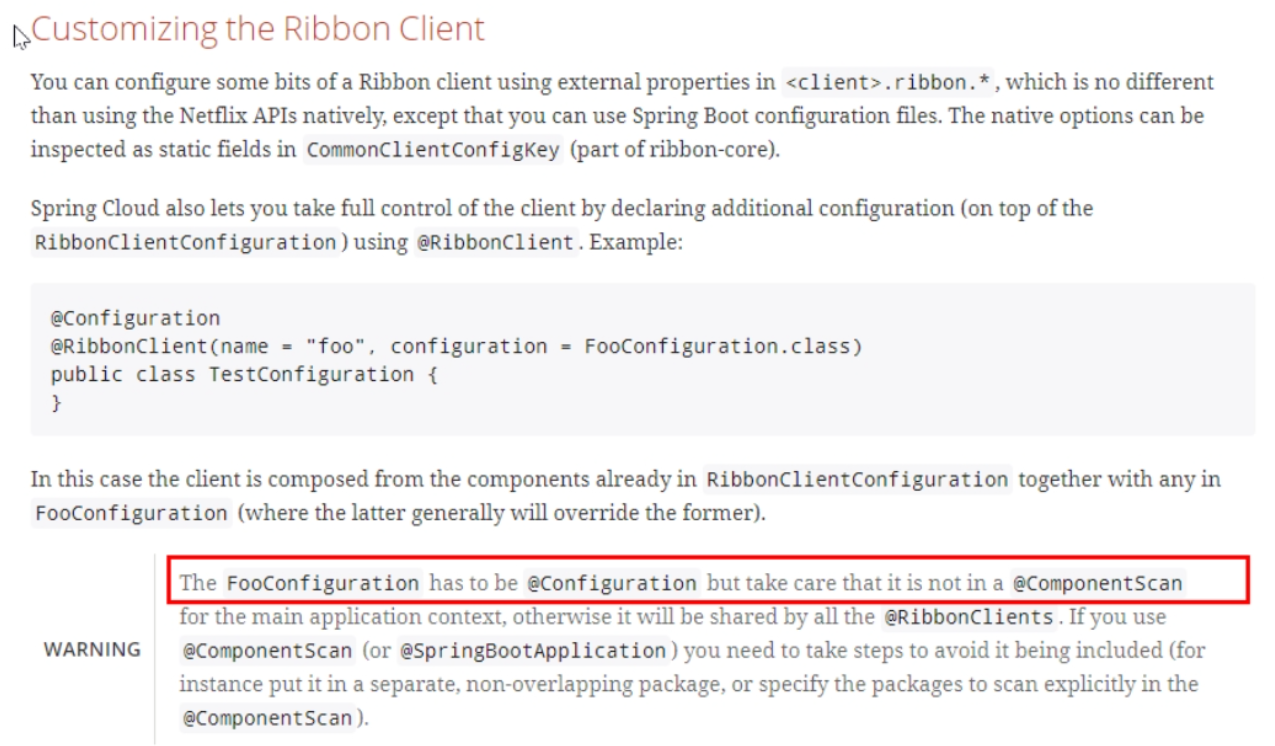 Customizing the Ribbon Client
You can configure some bits of a Ribbon client using external properties in <client>.ribbon.*, which is no different
than using the Netflix APIs natively, except that you can use Spring Boot configuration files. The native options can be
inspected as static fields in CommonClientConfigKey (part of ribbon-core).
Spring Cloud also lets you take full control of the client by declaring additional configuration (on top of the
RibbonClientConfiguration) using @RibbonClient. Example:
@Configuration
@RibbonClient(name = "foo", configuration = FooConfiguration.class)
public class TestConfiguration {
}
In this case the client is composed from the components already in RibbonClientConfiguration together with any in
FooConfiguration (where the latter generally will override the former).
The FooConfiguration has to be @Configuration but take care that it is not in a @ComponentScan
for the main application context, otherwise it will be shared by all the @RibbonClients. If you use
WARNING @ComponentScan (or @SpringBootApplication) you need to take steps to avoid it being included (for
instance put it in a separate, non-overlapping package, or specify the packages to scan explicitly in the
@ComponentScan).